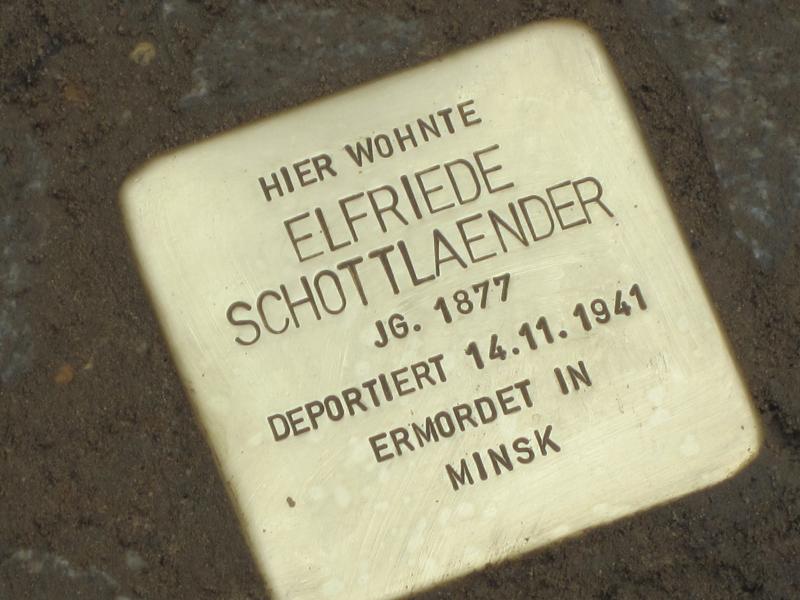 HIER WOHNTE
ELFRIEDE
SCHOTTLAENDER
JG. 1877
DEPORTIERT 14.11.1941
ERMORDET IN
MINSK